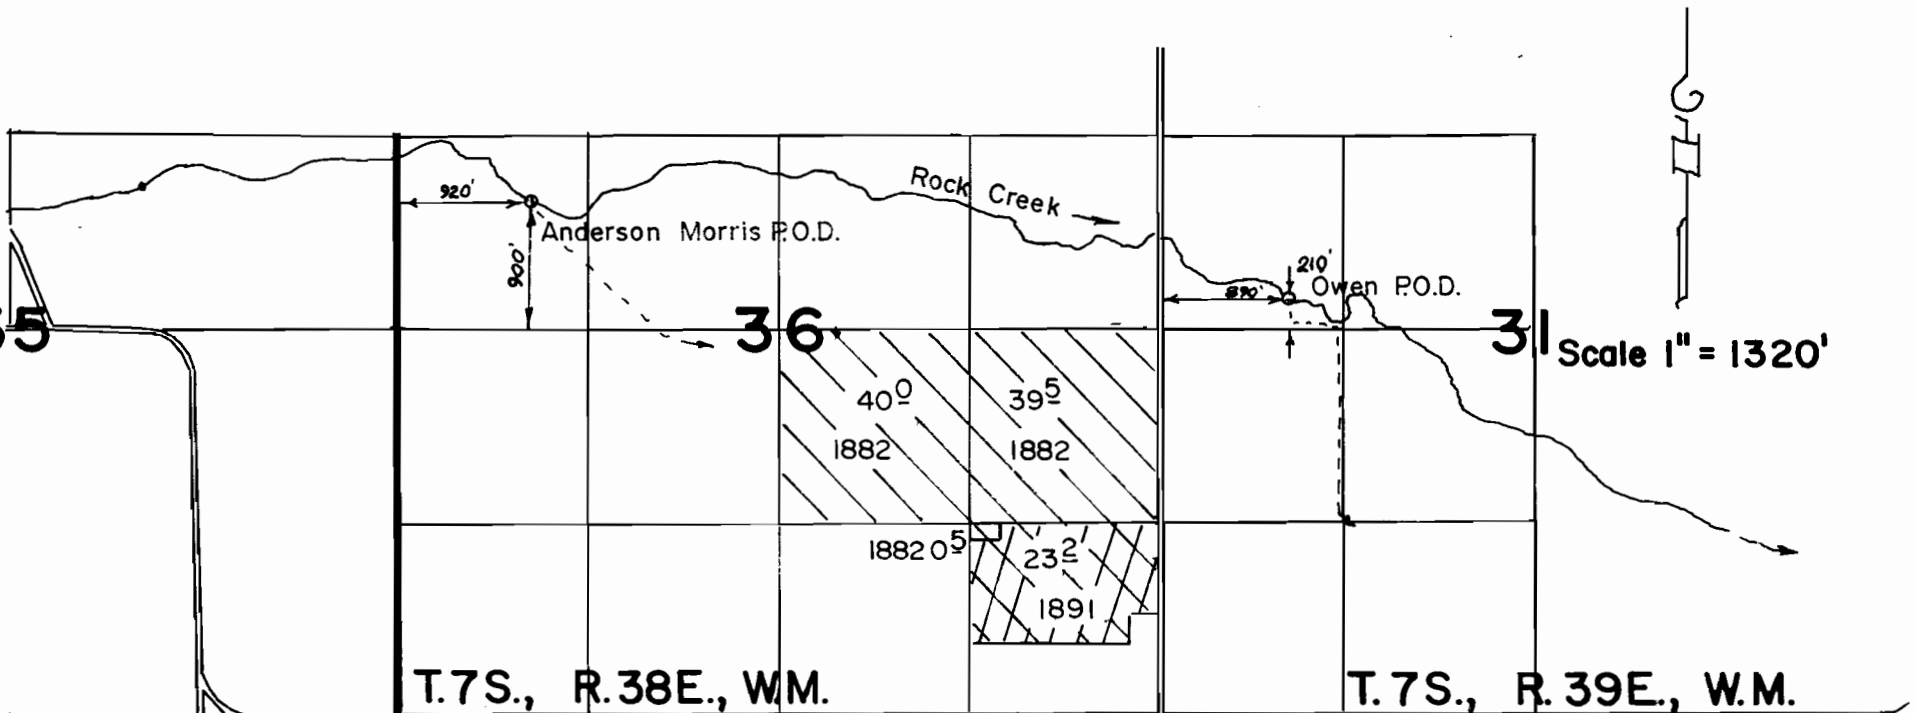 Rock Creek
920'
Anderson Morris P.O.D.
900'
210'
Owen P.O.D.
890'
36
31
Scale 1" = 1320'
40 0
39 5
1882
1882
1882 0 5
23 2
1891
T. 7S., R. 38E., W.M.
T. 7S., R. 39E., W.M.